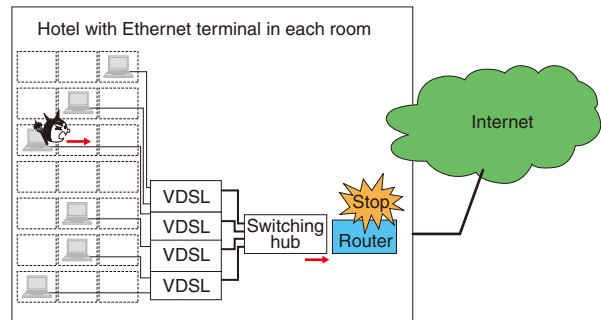 Hotel with Ethernet terminal in each room
Internet
VDSL
VDSL
VDSL
VDSL
Switching
hub
Stop
Router